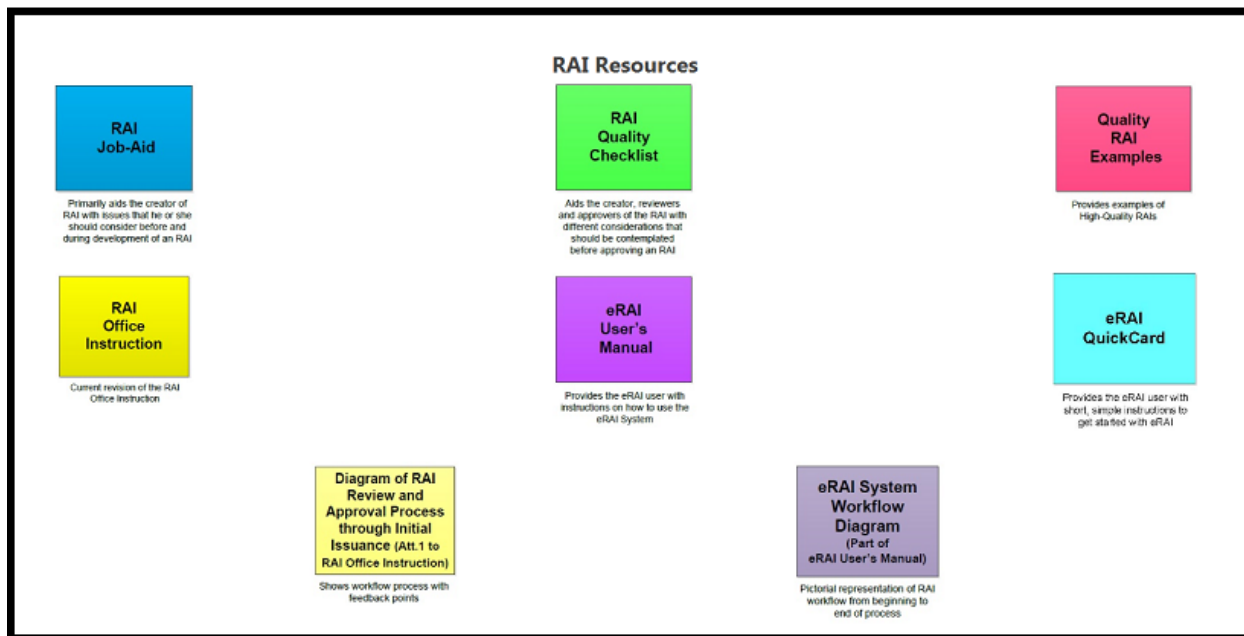 RAI Resources
RAI
Job-Aid
Primarily aids the creator of
RAI with issues that he or she
should consider before and
during development of an RAI
RAI
Quality
Checklist
Aids the creator, reviewers
and approvers of the RAI with
different considerations that
should be contemplated
before approving an RAI
Quality
RAI
Examples
Provides examples of
High-Quality RAIs
RAI
Office
Instruction
Current revision of the RAI
Office Instruction
eRAI
User's
Manual
Provides the eRAI user with
instructions on how to use the
eRAI System
eRAI
QuickCard
Provides the eRAI user with
short, simple instructions to
get started with eRAI
Diagram of RAI
Review and
Approval Process
through Initial
Issuance (Att.1 to
RAI Office Instruction)
Shows workflow process with
feedback points
eRAI System
Workflow
Diagram
(Part of
eRAI User's Manual)
Pictorial representation of RAI
workflow from beginning to
end of process